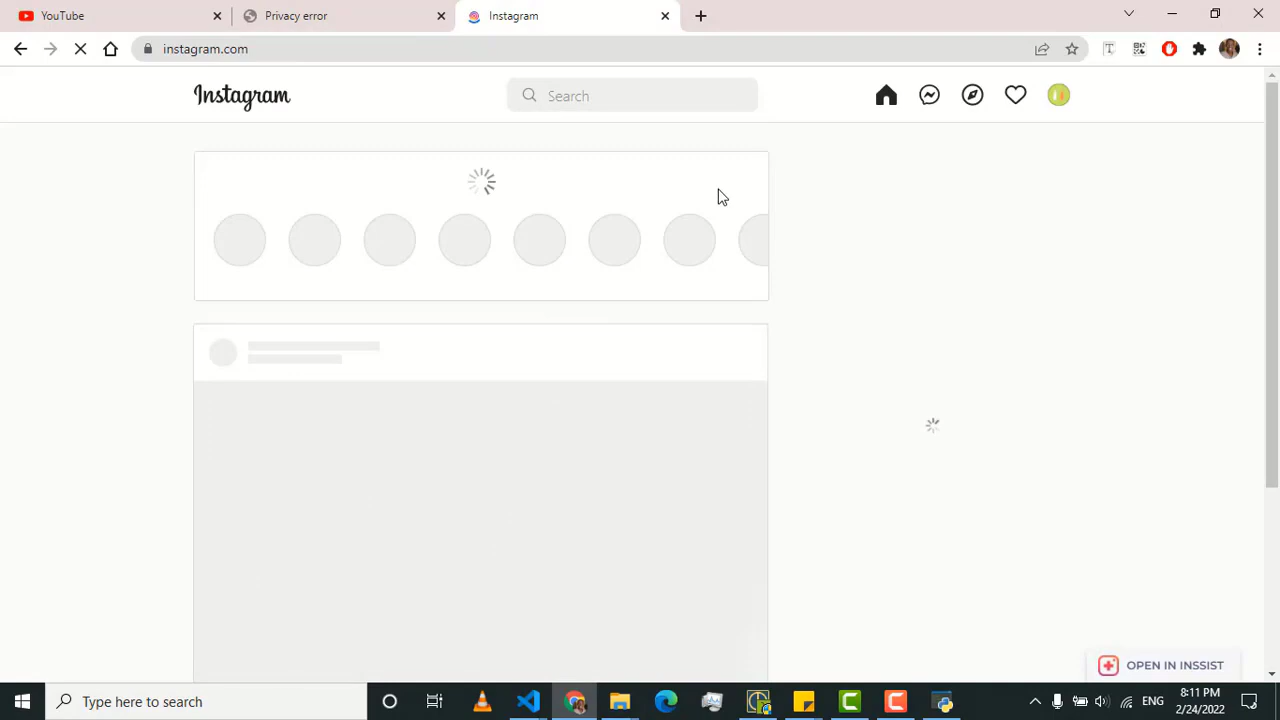 YouTube
Privacy error
Instagram
instagram.com
Instagram
Search
OPEN IN INSSIST
Type here to search
ENG
8:11 PM
2/24/2022